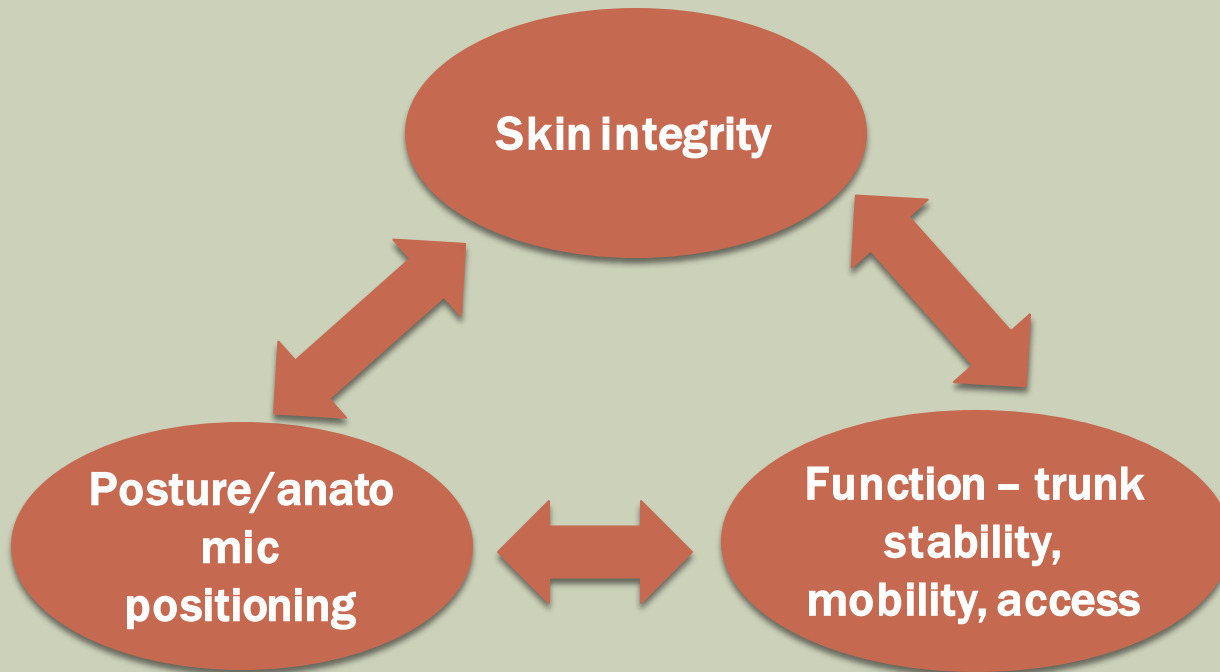 Skin integrity
Posture/anato
mic
positioning
Function – trunk
stability,
mobility, access